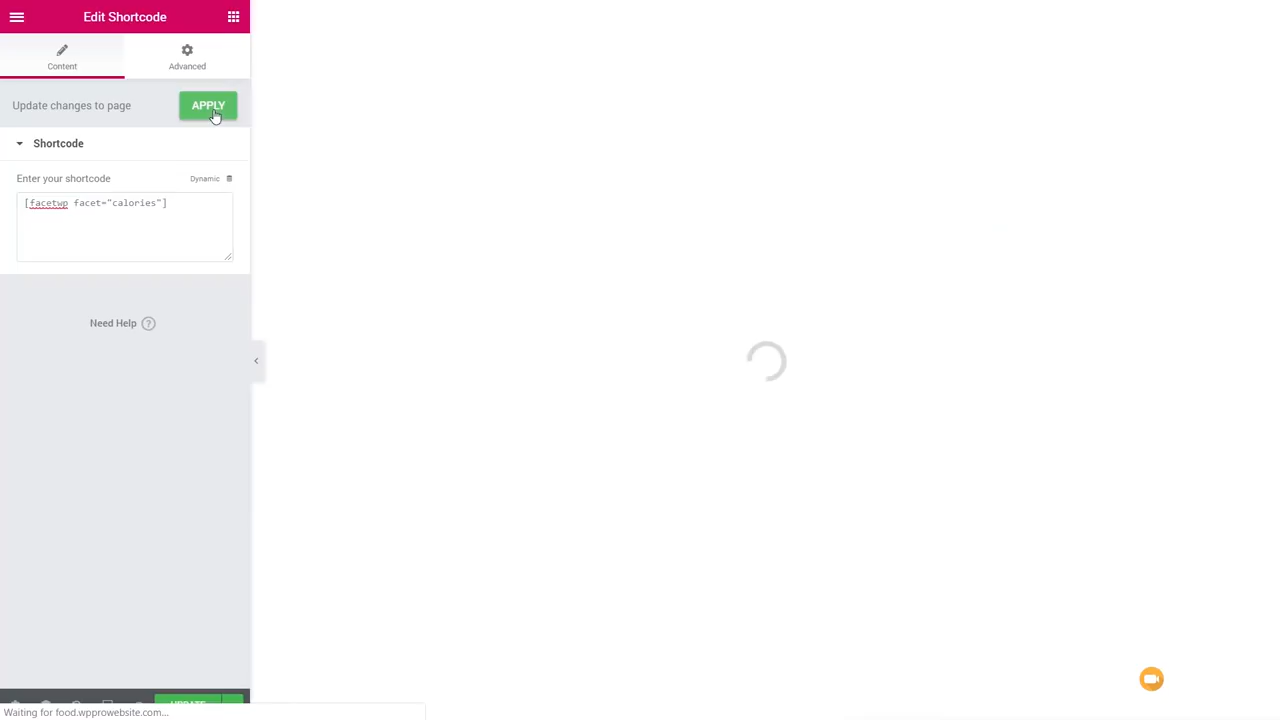 Edit Shortcode
Content
Advanced
Update changes to page
APPLY
Shortcode
Enter your shortcode
Dynamic
[facetwp facet="calories"]
Need Help ?
UPDATE
Waiting for food.wpprowebsite.com...